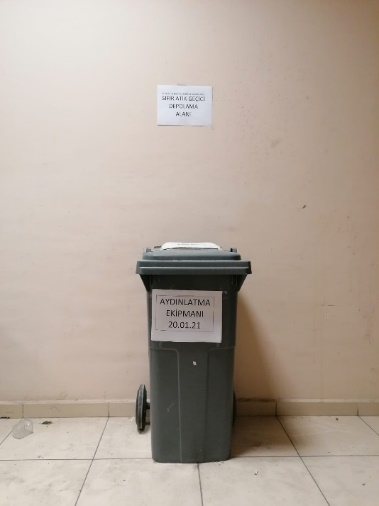 SIFIR ATIK GEÇİCİ
DEPOLAMA
ALANI
AYDINLATMA
EKİPMANI
20.01.21